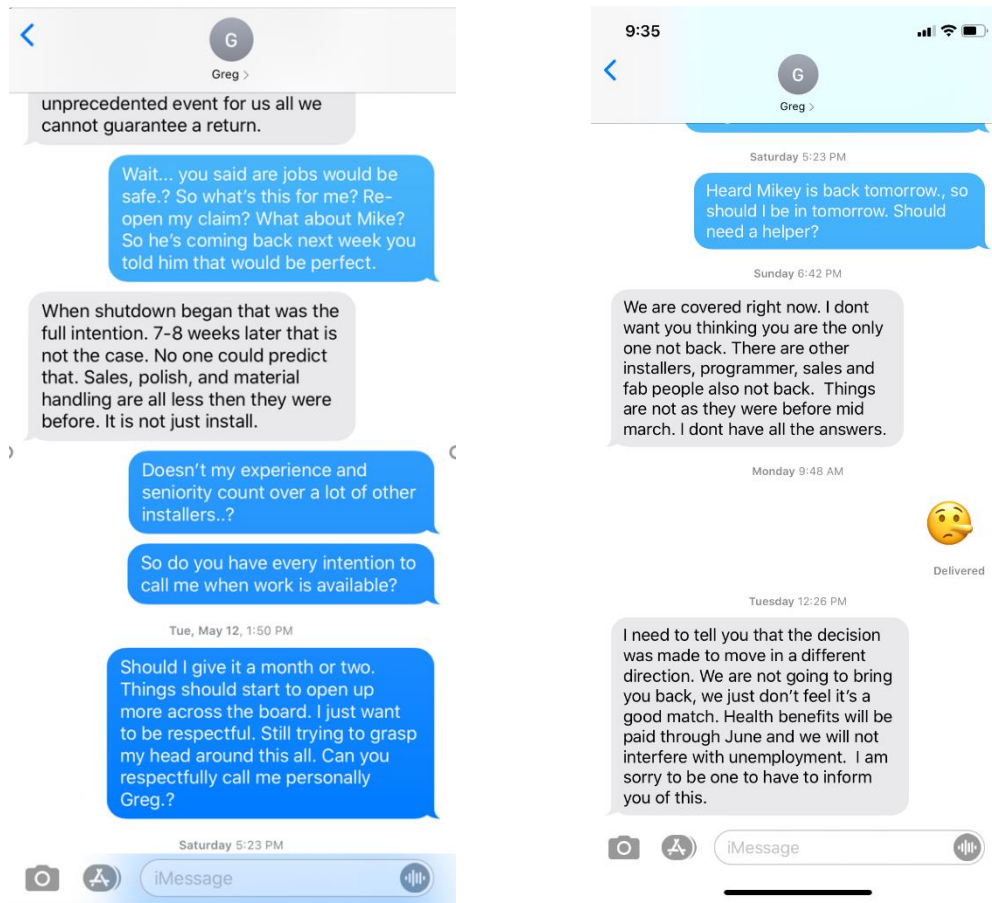 G
Greg >
unprecedented event for us all we
cannot guarantee a return.
Wait... you said are jobs would be
safe.? So what's this for me? Re-
open my claim? What about Mike?
So he's coming back next week you
told him that would be perfect.
When shutdown began that was the
full intention. 7-8 weeks later that is
not the case. No one could predict
that. Sales, polish, and material
handling are all less then they were
before. It is not just install.
Doesn't my experience and
seniority count over a lot of other
installers..?
So do you have every intention to
call me when work is available?
Tue, May 12, 1:50 PM
Should I give it a month or two.
Things should start to open up
more across the board. I just want
to be respectful. Still trying to grasp
my head around this all. Can you
respectfully call me personally
Greg.?
Saturday 5:23 PM
iMessage
9:35
G
Greg >
Saturday 5:23 PM
Heard Mikey is back tomorrow., so
should I be in tomorrow. Should
need a helper?
Sunday 6:42 PM
We are covered right now. I dont
want you thinking you are the only
one not back. There are other
installers, programmer, sales and
fab people also not back.  Things
are not as they were before mid
march. I dont have all the answers.
Monday 9:48 AM
Delivered
Tuesday 12:26 PM
I need to tell you that the decision
was made to move in a different
direction. We are not going to bring
you back, we just don't feel it's a
good match. Health benefits will be
paid through June and we will not
interfere with unemployment.  I am
sorry to be one to have to inform
you of this.
iMessage